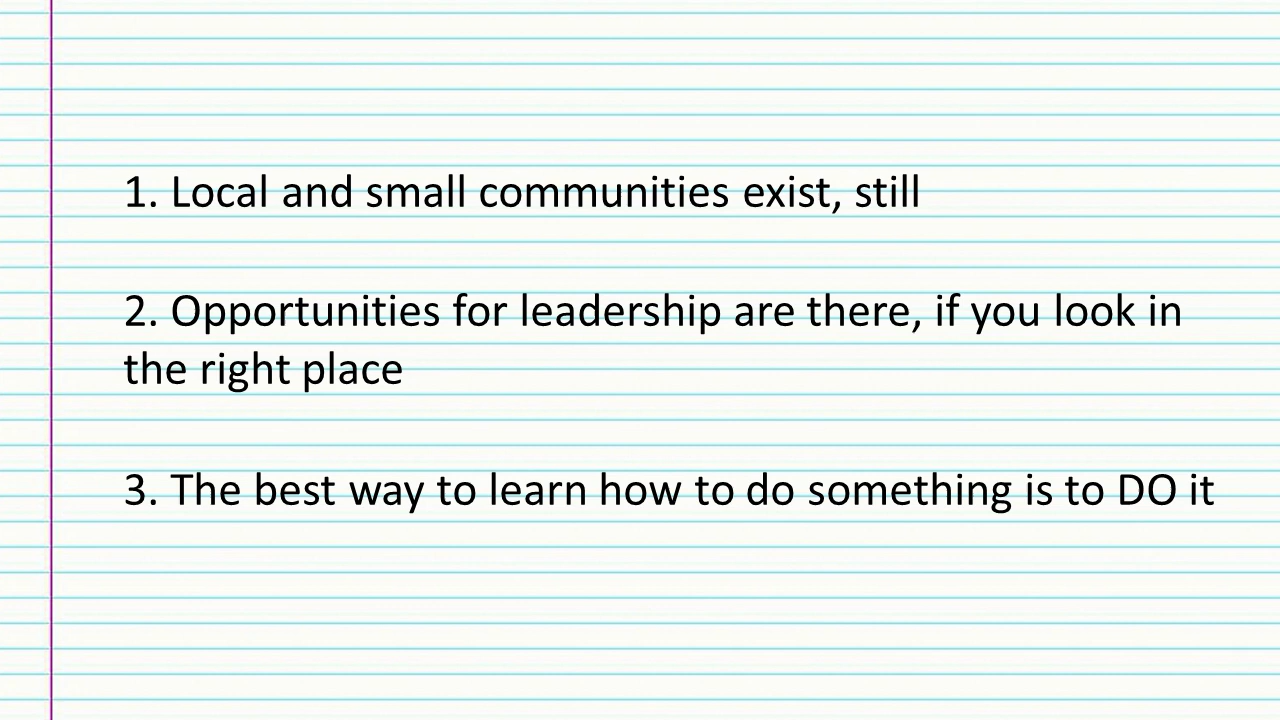 1. Local and small communities exist, still
2. Opportunities for leadership are there, if you look in
the right place
3. The best way to learn how to do something is to DO it